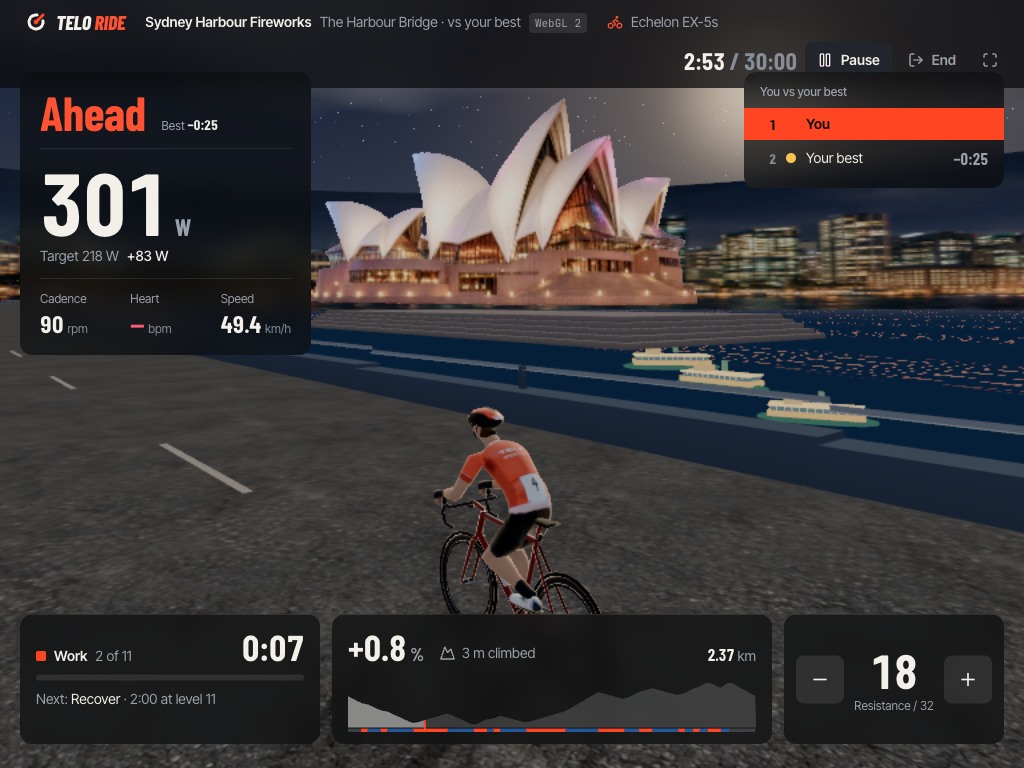 TELO RIDE Sydney Harbour Fireworks The Harbour Bridge · vs your best WebGL 2 Echelon EX-5s
2:53 / 30:00 Pause End
Ahead Best −0:25
301 W
Target 218 W +83 W
Cadence Heart Speed
90 rpm – bpm 49.4 km/h
You vs your best
1 You
2 Your best −0:25
4
Work 2 of 11 0:07
Next: Recover · 2:00 at level 11
+0.8 % 3 m climbed 2.37 km
− 18 +
Resistance / 32